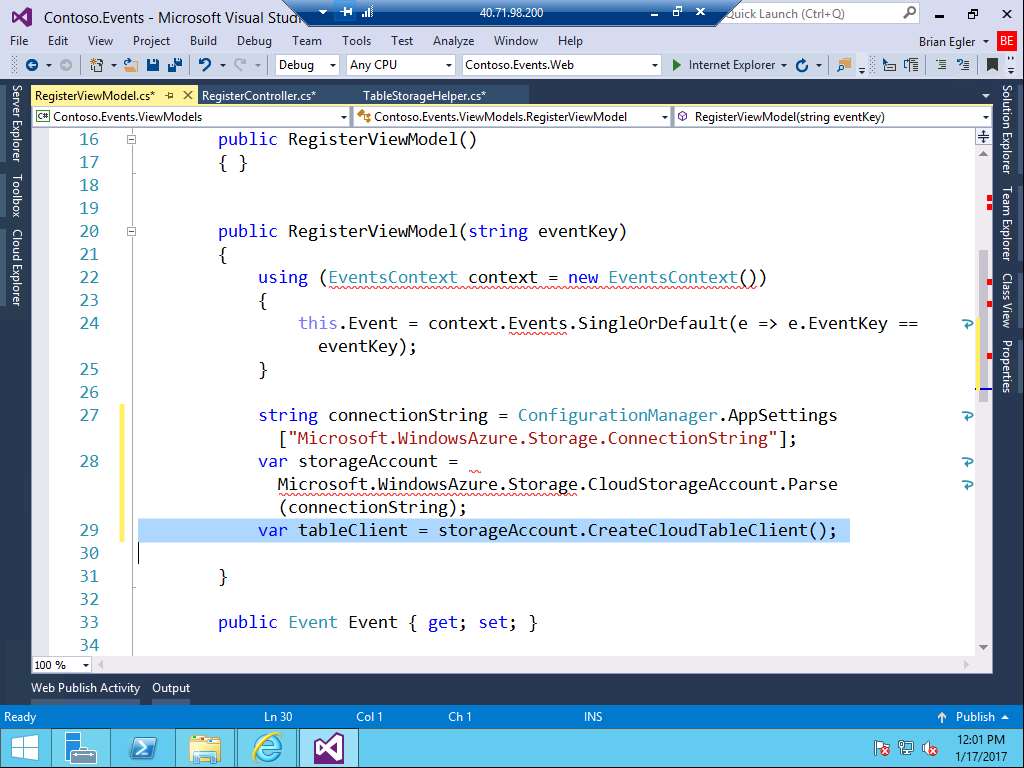 Contoso.Events - Microsoft Visual Studi
40.71.98.200
Quick Launch (Ctrl+Q)
File Edit View Project Build Debug Team Tools Test Analyze Window Help
Brian Egler BE
Debug Any CPU Contoso.Events.Web Internet Explorer
RegisterViewModel.cs* RegisterController.cs* TableStorageHelper.cs*
C# Contoso.Events.ViewModels Contoso.Events.ViewModels.RegisterViewModel RegisterViewModel(string eventKey)
Server Explorer
Toolbox
Cloud Explorer
16 public RegisterViewModel()
17 { }
18
19
20 public RegisterViewModel(string eventKey)
21 {
22 using (EventsContext context = new EventsContext())
23 {
24 this.Event = context.Events.SingleOrDefault(e => e.EventKey ==
eventKey);
25 }
26
27 string connectionString = ConfigurationManager.AppSettings
["Microsoft.WindowsAzure.Storage.ConnectionString"];
28 var storageAccount =
Microsoft.WindowsAzure.Storage.CloudStorageAccount.Parse
(connectionString);
29 var tableClient = storageAccount.CreateCloudTableClient();
30
31 }
32
33 public Event Event { get; set; }
34
Solution Explorer
Team Explorer
Class View
Properties
100 %
Web Publish Activity Output
Ready Ln 30 Col 1 Ch 1 INS Publish
12:01 PM
1/17/2017